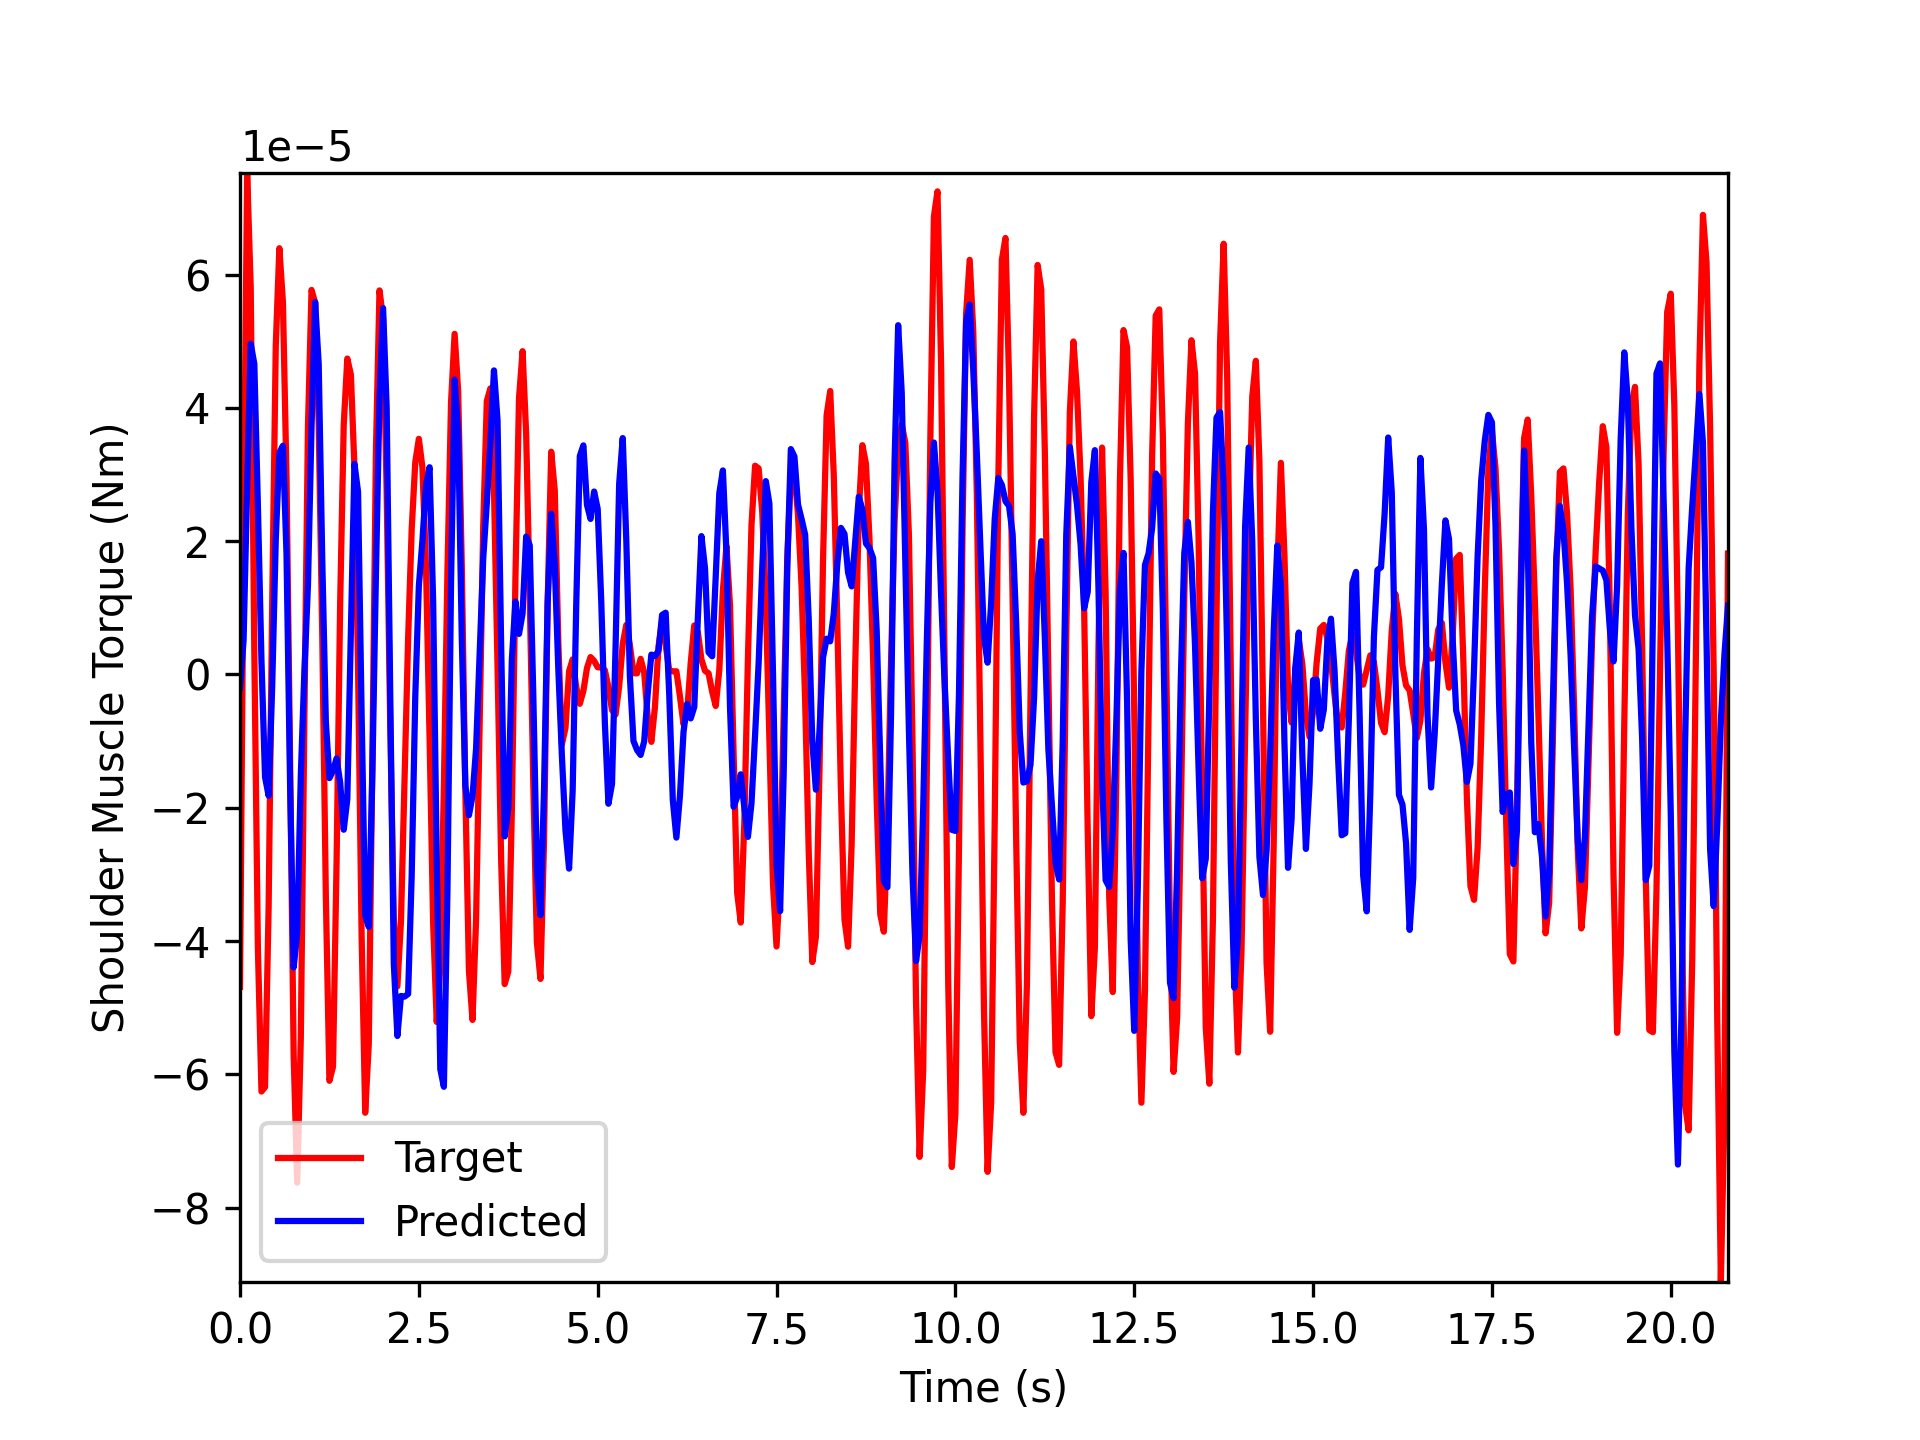 1e−5
6
4
2
0
−2
−4
−6
−8
Shoulder Muscle Torque (Nm)
Target
Predicted
0.0 2.5 5.0 7.5 10.0 12.5 15.0 17.5 20.0
Time (s)